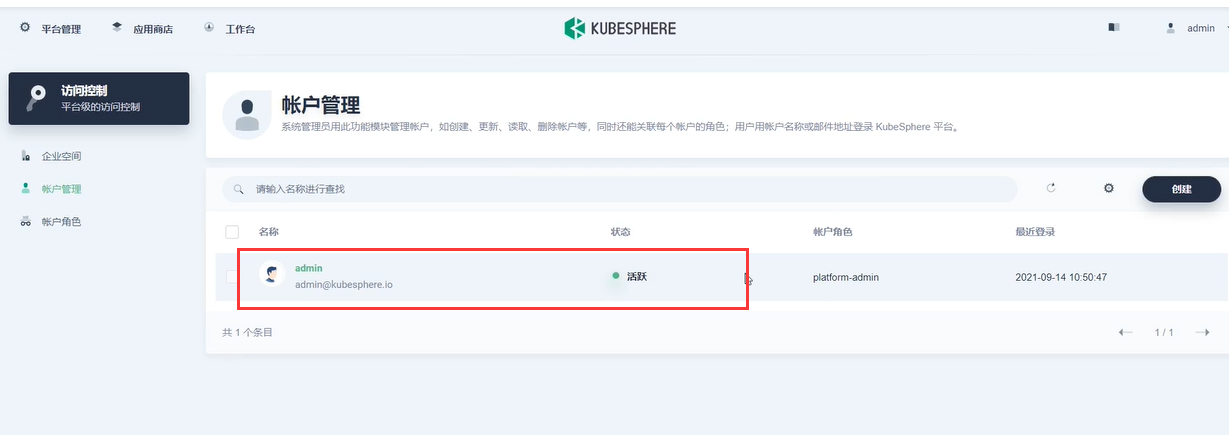 平台管理 应用商店 工作台 KUBESPHERE admin
访问控制
平台级的访问控制
企业空间
帐户管理
帐户角色
帐户管理
系统管理员用此功能模块管理帐户，如创建、更新、读取、删除帐户等，同时还能关联每个帐户的角色；用户用帐户名称或邮件地址登录 KubeSphere 平台。
请输入名称进行查找 创建
名称 状态 帐户角色 最近登录
admin
admin@kubesphere.io
活跃 platform-admin 2021-09-14 10:50:47
共 1 个条目 1 / 1